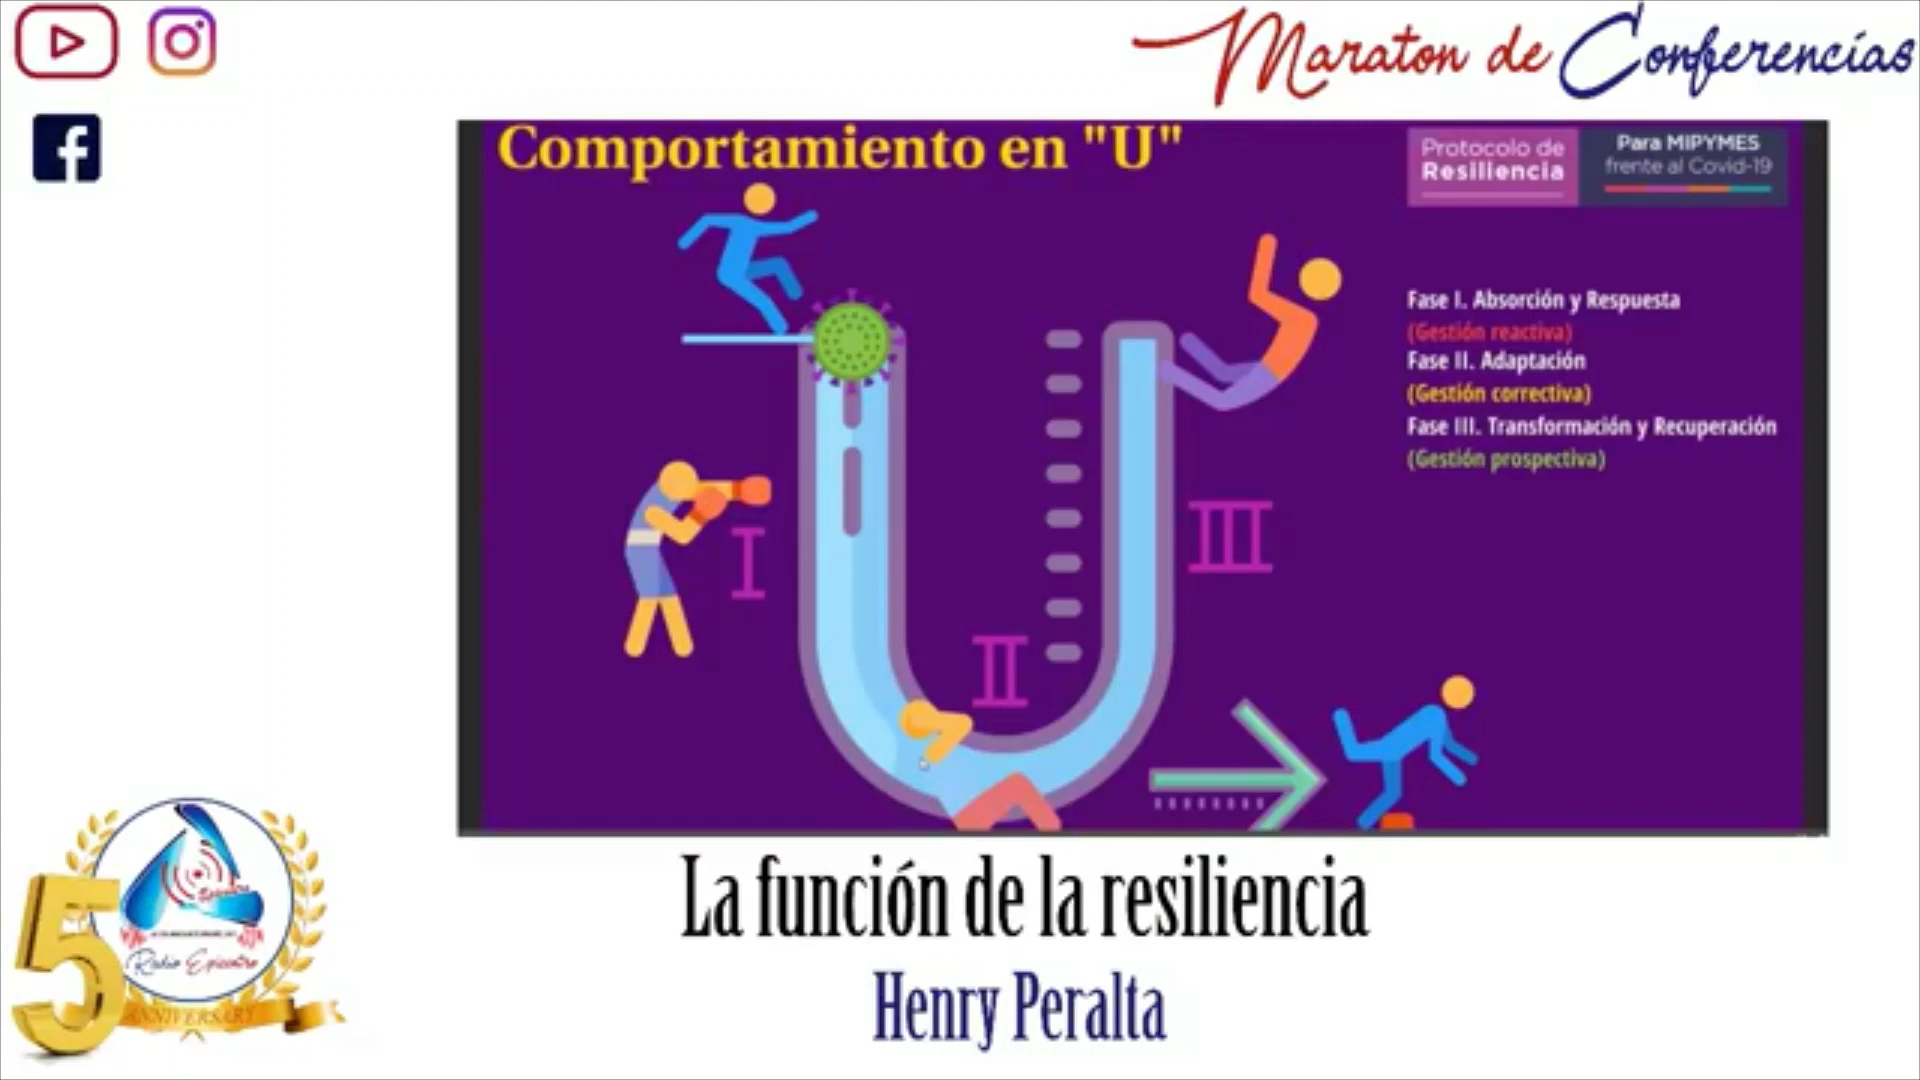 Maraton de Conferencías
Comportamiento en "U"
Protocolo de
Resiliencia
Para MIPYMES
frente al Covid-19
Fase I. Absorción y Respuesta
(Gestión reactiva)
Fase II. Adaptación
(Gestión correctiva)
Fase III. Transformación y Recuperación
(Gestión prospectiva)
I
II
III
La función de la resiliencia
Henry Peralta
5
Radio Epicentro
ANNIVERSARY